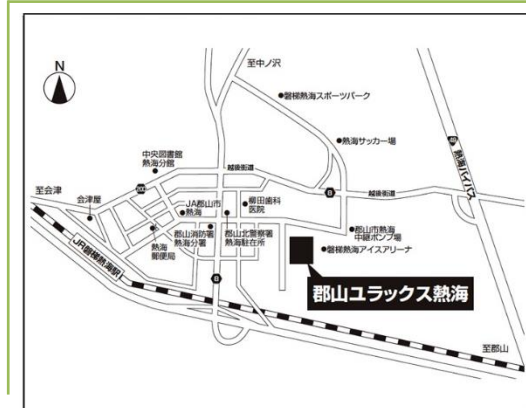 N
至中ノ沢
磐梯熱海スポーツパーク
49
熱海バイパス
熱海サッカー場
中央図書館
熱海分館
越後街道
至会津
会津屋
JA郡山市
熱海
柳田歯科
医院
8
越後街道
郡山市熱海
中継ポンプ場
熱海
郵便局
郡山消防署
熱海分署
郡山北警察署
熱海駐在所
磐梯熱海アイスアリーナ
JR磐梯熱海駅
8
郡山ユラックス熱海
至郡山